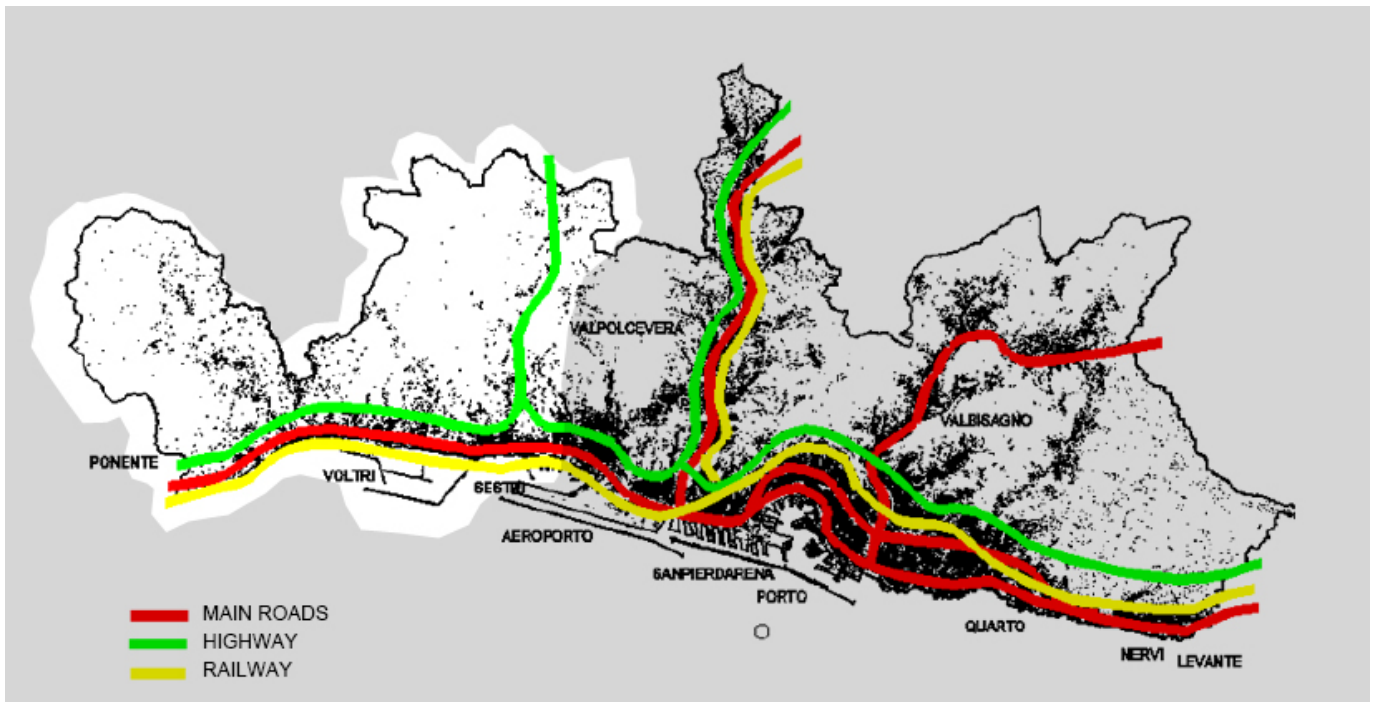 VALPOLCEVERA
VALBISAGNO
PONENTE
VOLTRI
SESTRI
AEROPORTO
SANPIERDARENA
PORTO
QUARTO
NERVI
LEVANTE
MAIN ROADS
HIGHWAY
RAILWAY